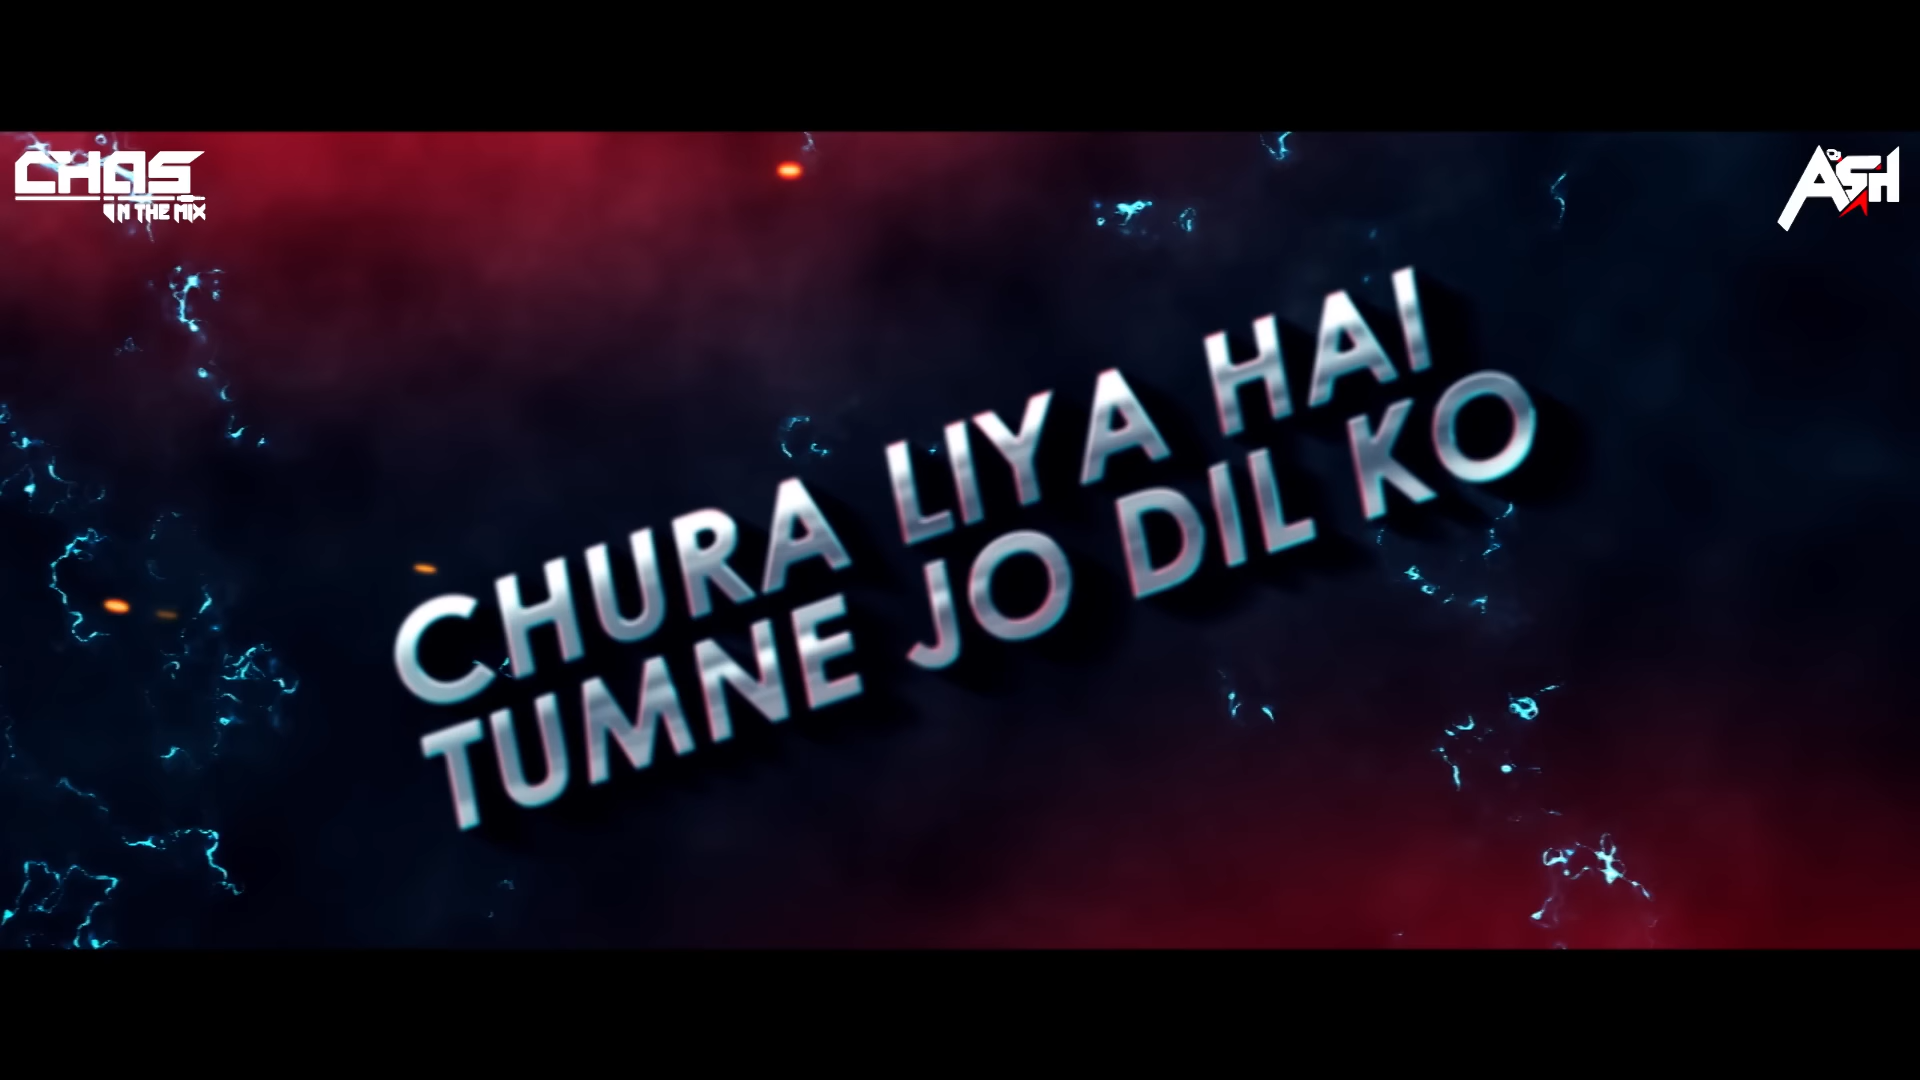 CHAS
IN THE MIX
ASH
CHURA LIYA HAI
TUMNE JO DIL KO